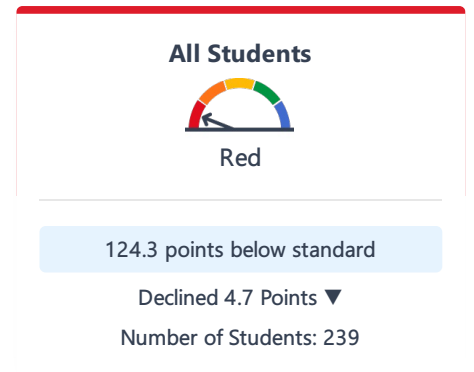 All Students
Red
124.3 points below standard
Declined 4.7 Points ▼
Number of Students: 239